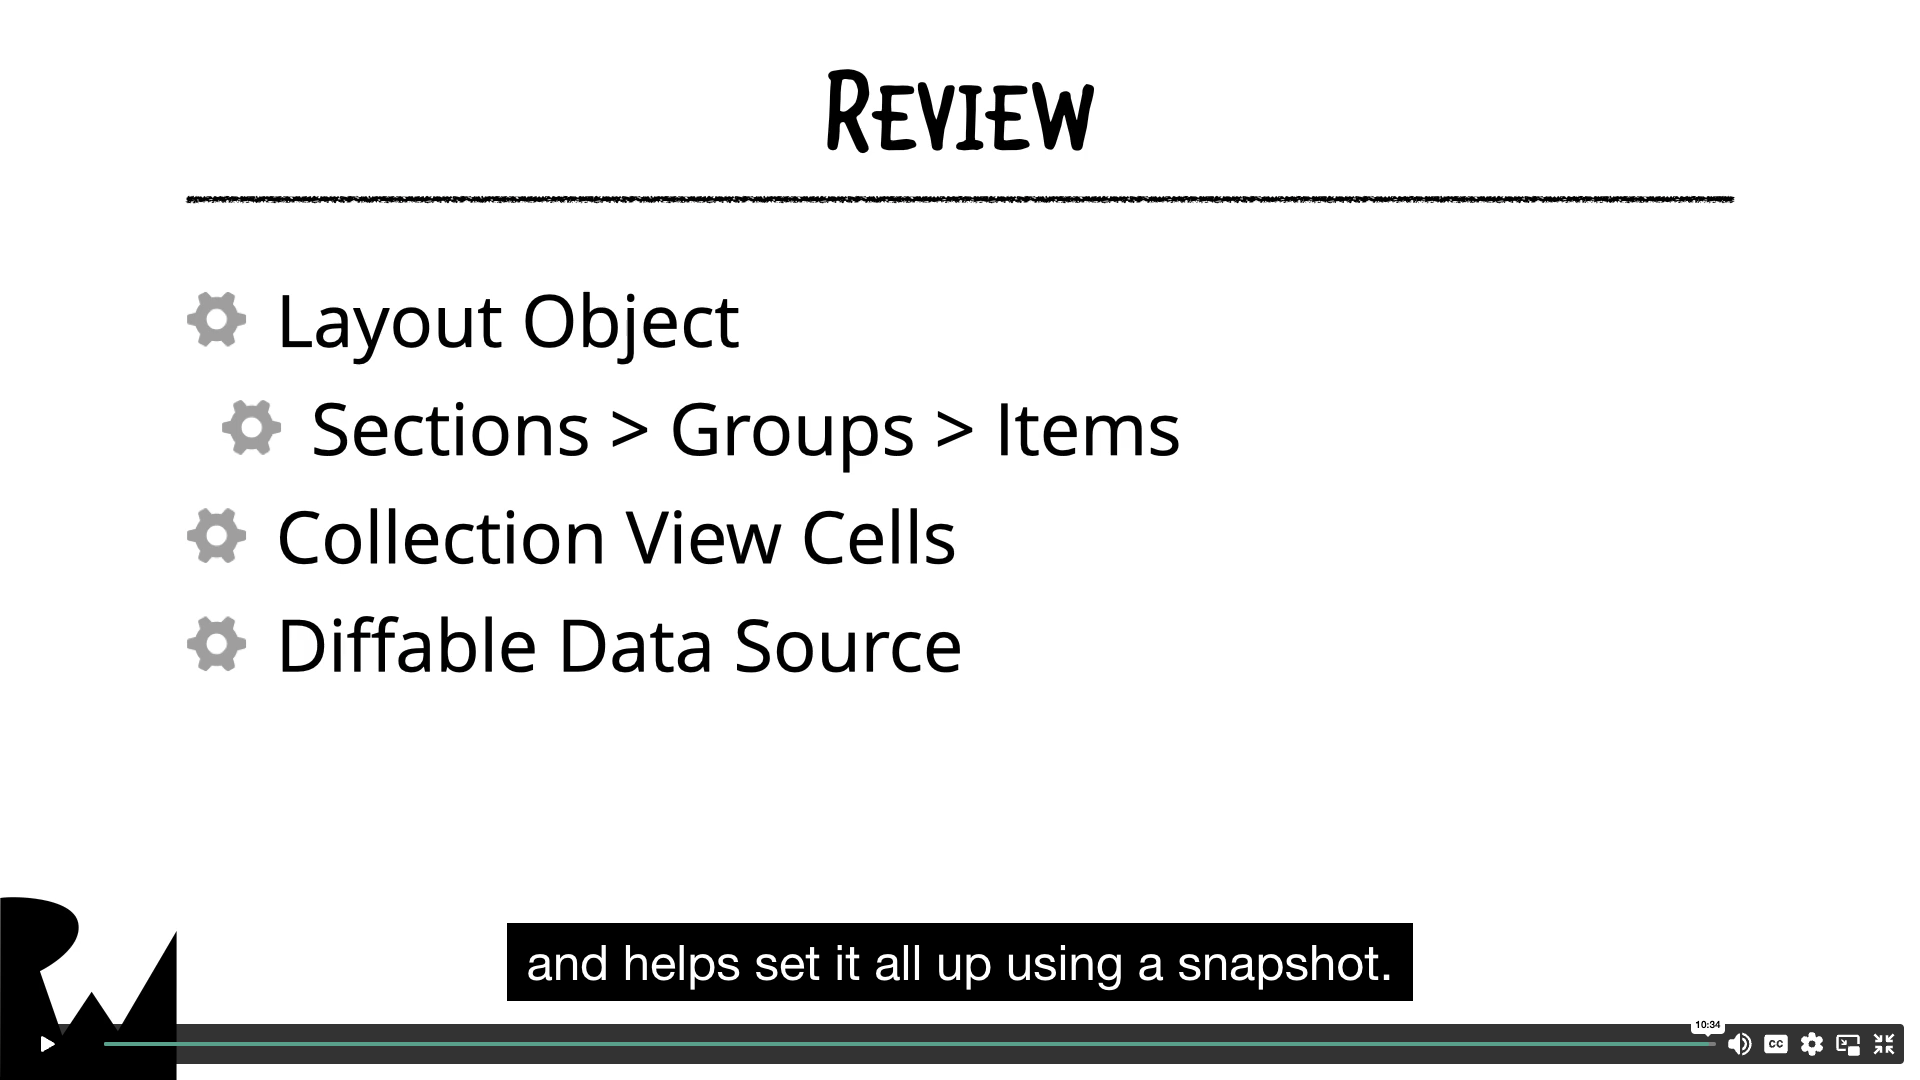 REVIEW
Layout Object
Sections > Groups > Items
Collection View Cells
Diffable Data Source
and helps set it all up using a snapshot.
10:34
CC
RW